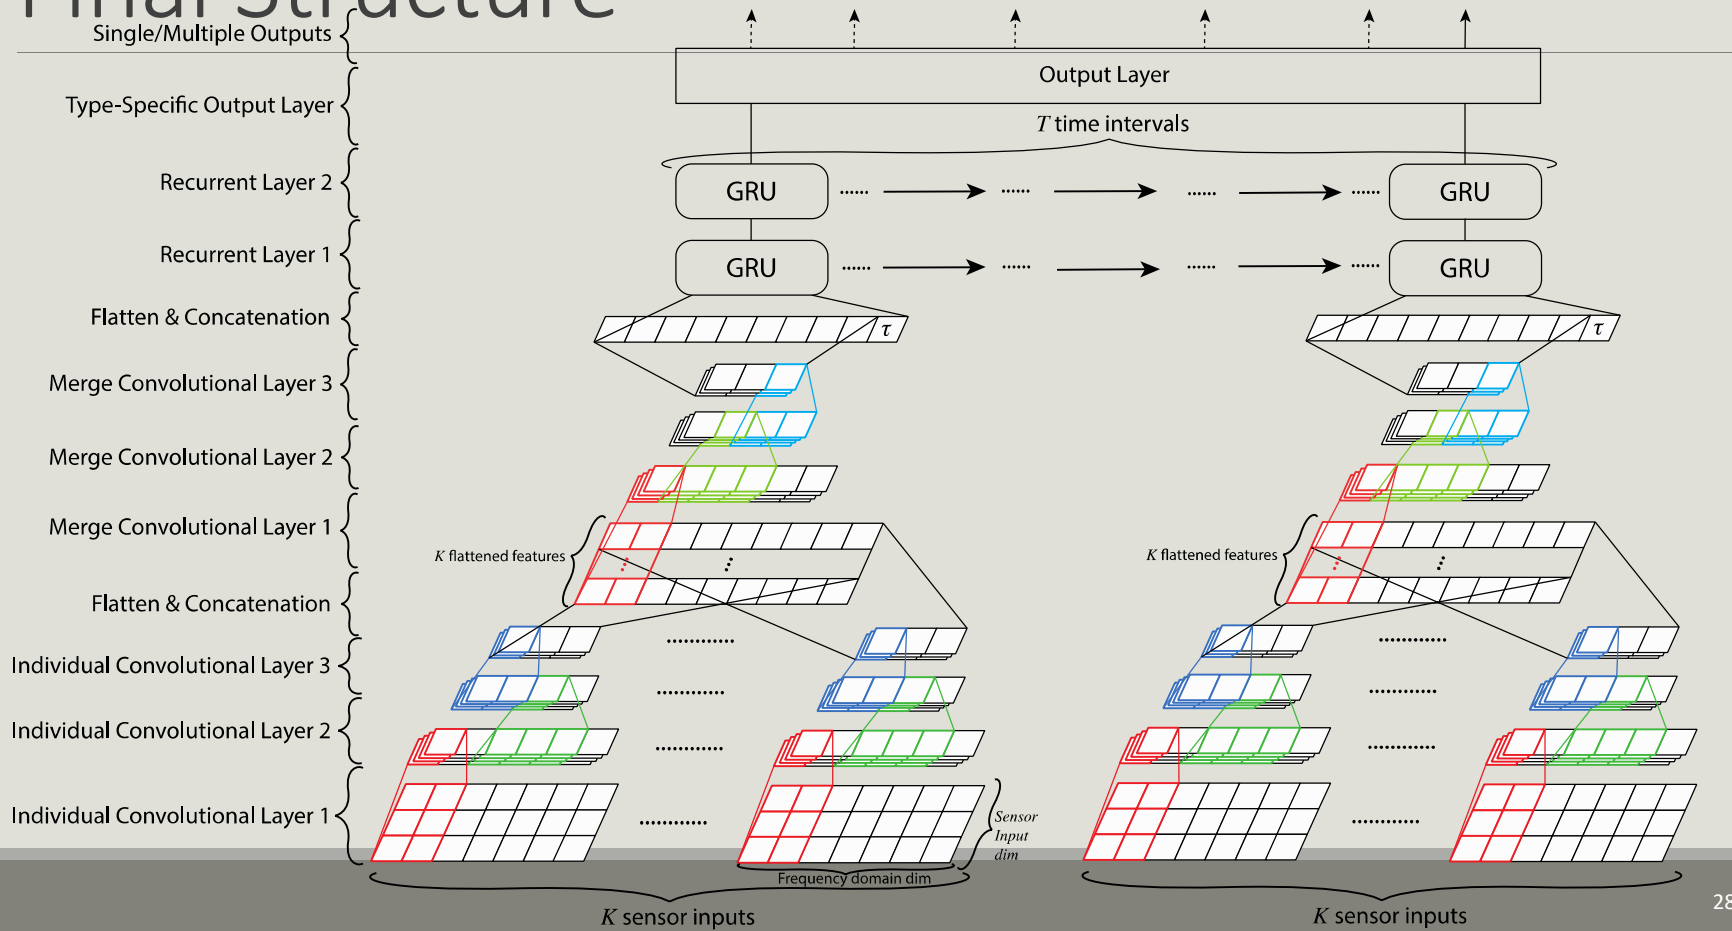 Final Structure
Single/Multiple Outputs
Output Layer
Type-Specific Output Layer
T time intervals
Recurrent Layer 2
GRU ...... ...... ...... ...... GRU
Recurrent Layer 1
GRU ...... ...... ...... ...... GRU
Flatten & Concatenation
τ
τ
Merge Convolutional Layer 3
Merge Convolutional Layer 2
Merge Convolutional Layer 1
K flattened features
K flattened features
Flatten & Concatenation
Individual Convolutional Layer 3
Individual Convolutional Layer 2
Individual Convolutional Layer 1
Sensor
Input
dim
Frequency domain dim
K sensor inputs
K sensor inputs
28